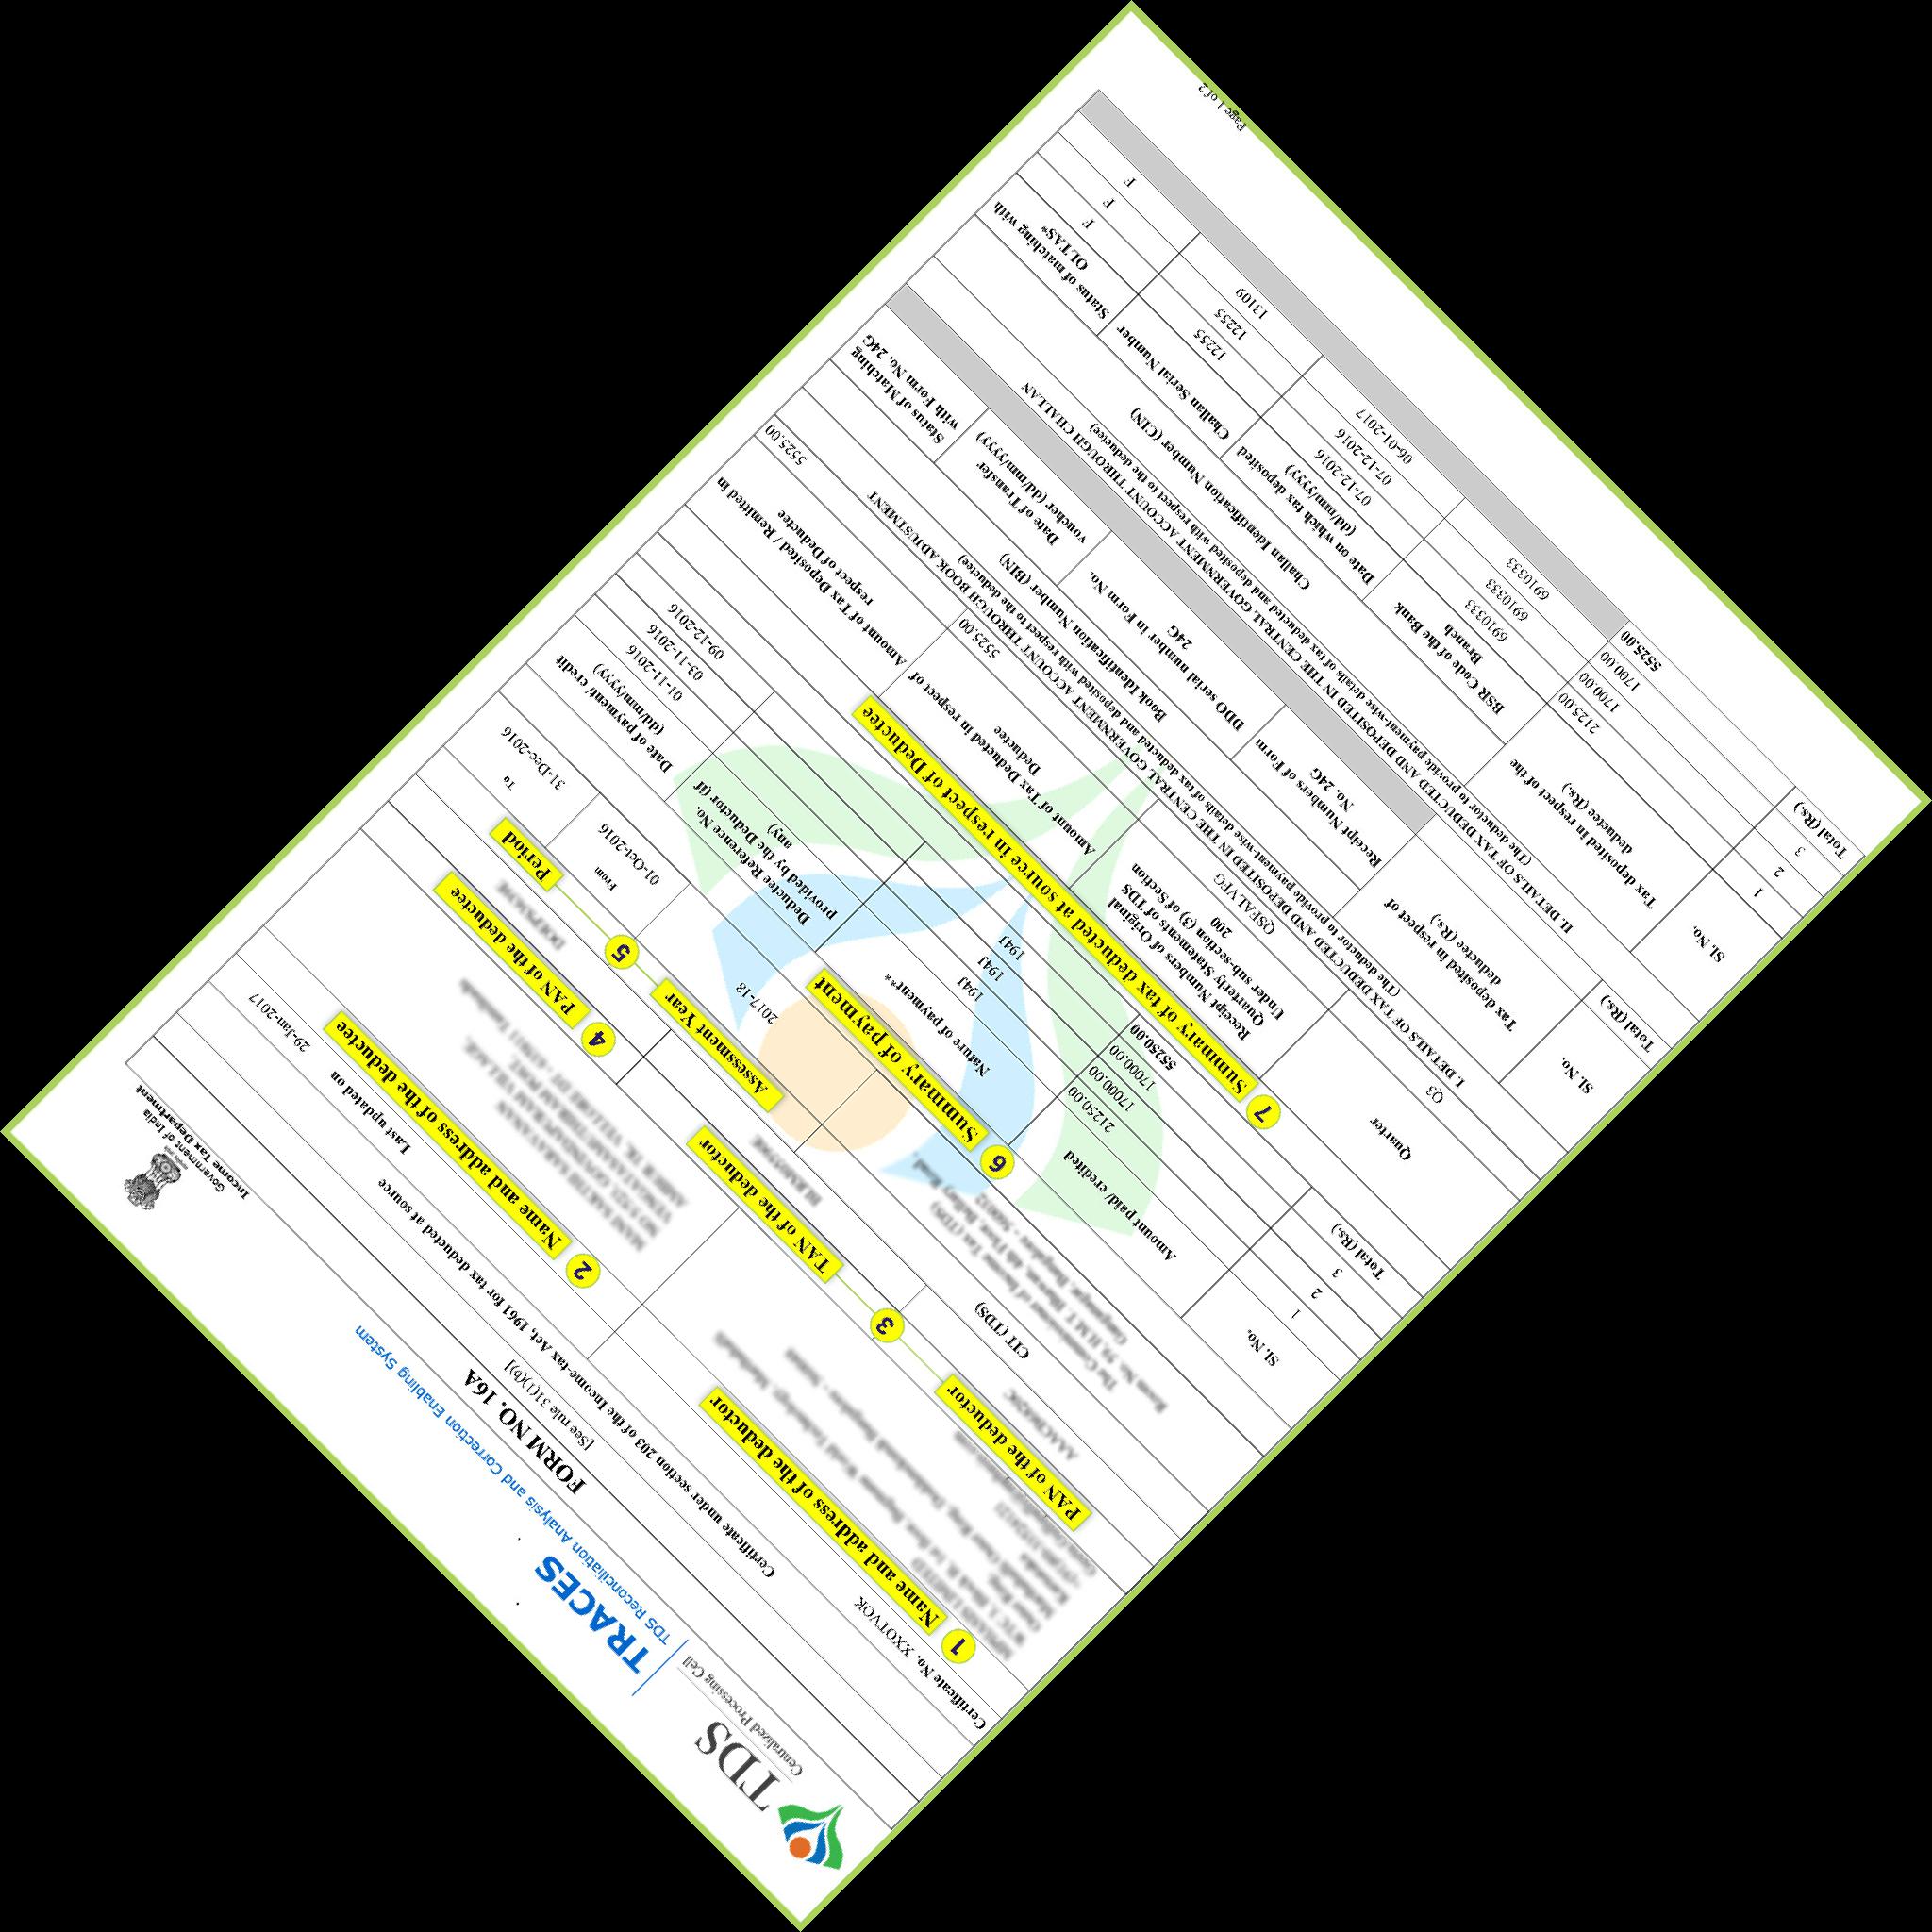 TDS
Centralized Processing Cell
TRACES
TDS Reconciliation Analysis and Correction Enabling System
सत्यमेव जयते
Government of India
Income Tax Department
FORM NO. 16A
[See rule 31(1)(b)]
Certificate under section 203 of the Income-tax Act, 1961 for tax deducted at source
Certificate No. XXOTVOK
Last updated on
29-Jan-2017
1
Name and address of the deductor
2
Name and address of the deductee
PAN of the deductor
3
TAN of the deductor
4
PAN of the deductee
CIT (TDS)
Assessment Year
5
Period
2017-18
From
To
01-Oct-2016
31-Dec-2016
6
Summary of payment
Sl. No.
Amount paid/ credited
Nature of payment**
Deductee Reference No.
provided by the Deductor (if
any)
Date of payment/ credit
(dd/mm/yyyy)
1
21250.00
194J
01-11-2016
2
17000.00
194J
03-11-2016
3
17000.00
194J
09-12-2016
Total (Rs.)
55250.00
7
Summary of tax deducted at source in respect of Deductee
Quarter
Receipt Numbers of Original
Quarterly Statements of TDS
Under sub-section (3) of Section
200
Amount of Tax Deducted in respect of
Deductee
Amount of Tax Deposited / Remitted in
respect of Deductee
Q3
QSFALVFG
5525.00
5525.00
I. DETAILS OF TAX DEDUCTED AND DEPOSITED IN THE CENTRAL GOVERNMENT ACCOUNT THROUGH BOOK ADJUSTMENT
(The deductor to provide payment wise details of tax deducted and deposited with respect to the deductee)
Sl. No.
Tax deposited in respect of
deductee (Rs.)
Book Identification Number (BIN)
Receipt Numbers of Form
No. 24G
DDO serial number in Form No.
24G
Date of Transfer
voucher (dd/mm/yyyy)
Status of Matching
with Form No. 24G
Total (Rs.)
II. DETAILS OF TAX DEDUCTED AND DEPOSITED IN THE CENTRAL GOVERNMENT ACCOUNT THROUGH CHALLAN
(The deductor to provide payment-wise details of tax deducted and deposited with respect to the deductee)
Sl. No.
Tax deposited in respect of the
deductee (Rs.)
Challan Identification Number (CIN)
BSR Code of the Bank
Branch
Date on which tax deposited
(dd/mm/yyyy)
Challan Serial Number
Status of matching with
OLTAS*
1
2125.00
6910333
07-12-2016
12255
F
2
1700.00
6910333
07-12-2016
12255
F
3
1700.00
6910333
06-01-2017
13109
F
Total (Rs.)
5525.00
Page 1 of 2